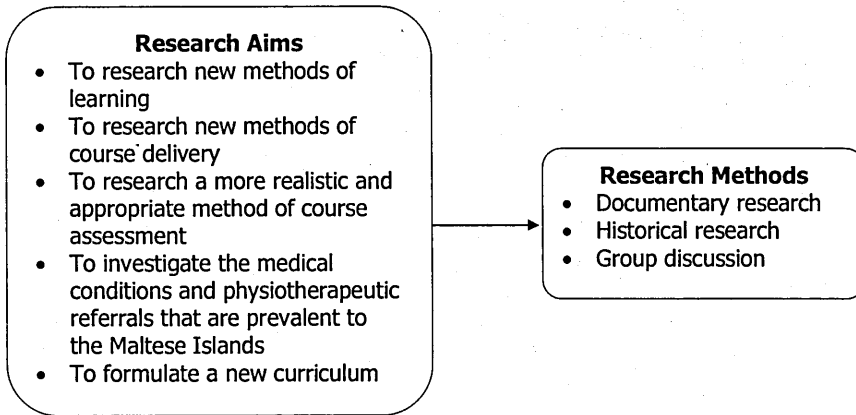 Research Aims
• To research new methods of
learning
• To research new methods of
course delivery
• To research a more realistic and
appropriate method of course
assessment
• To investigate the medical
conditions and physiotherapeutic
referrals that are prevalent to
the Maltese Islands
• To formulate a new curriculum
Research Methods
• Documentary research
• Historical research
• Group discussion